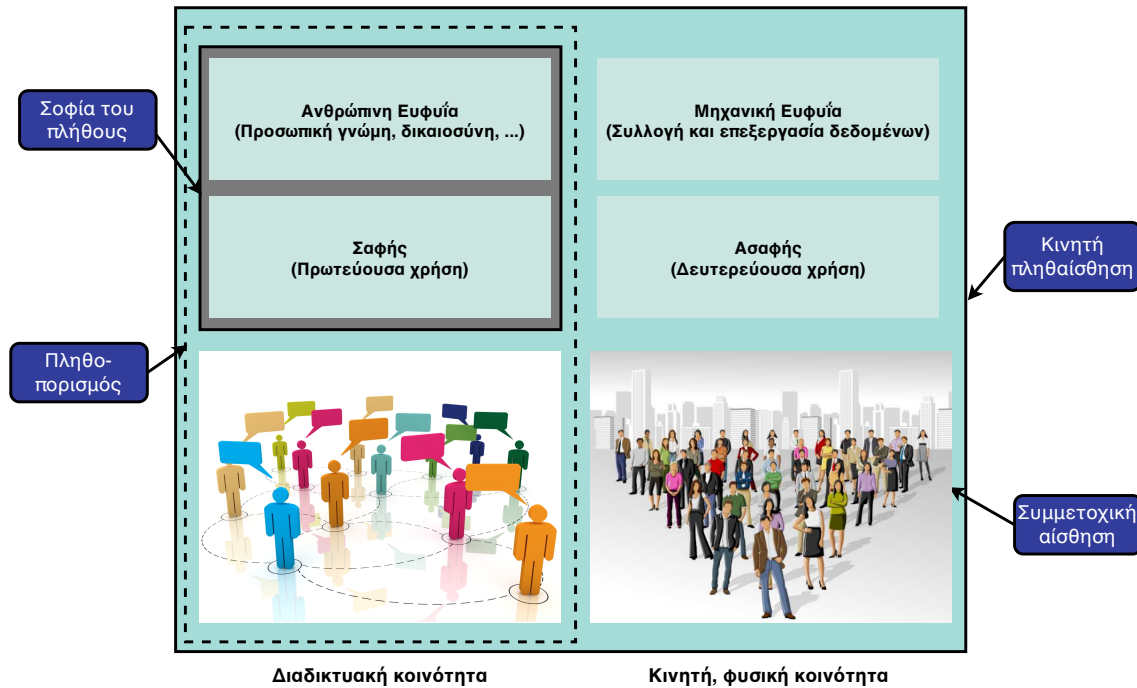 Ανθρώπινη Ευφυΐα
(Προσωπική γνώμη, δικαιοσύνη, ...)
Μηχανική Ευφυΐα
(Συλλογή και επεξεργασία δεδομένων)
Σοφία του
πλήθους
Σαφής
(Πρωτεύουσα χρήση)
Ασαφής
(Δευτερεύουσα χρήση)
Κινητή
πληθαίσθηση
Πληθο-
πορισμός
Συμμετοχική
αίσθηση
Διαδικτυακή κοινότητα
Κινητή, φυσική κοινότητα